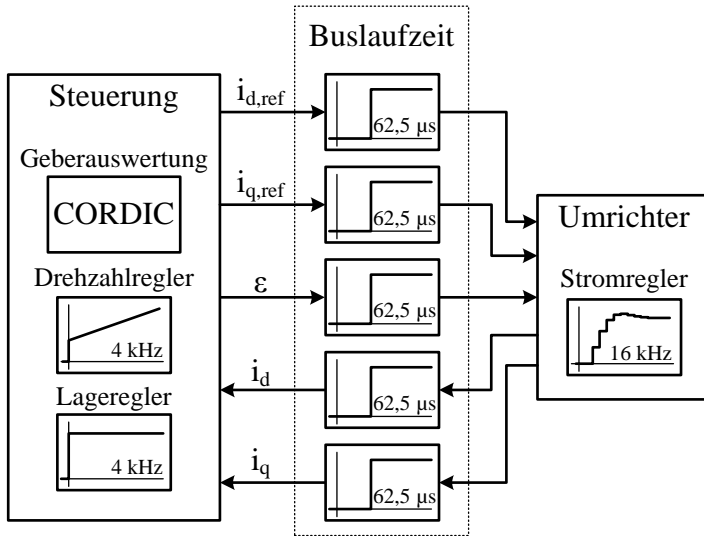 Buslaufzeit
Steuerung
Geberauswertung
CORDIC
Drehzahlregler
4 kHz
Lageregler
4 kHz
i_d,ref
62,5 µs
i_q,ref
62,5 µs
ε
62,5 µs
i_d
62,5 µs
i_q
62,5 µs
Umrichter
Stromregler
16 kHz